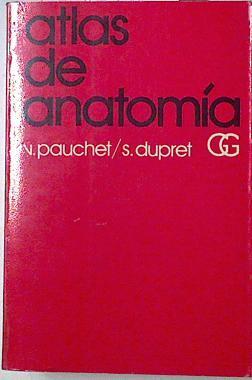 atlas
de
anatomía
v.pauchet/s.dupret GG